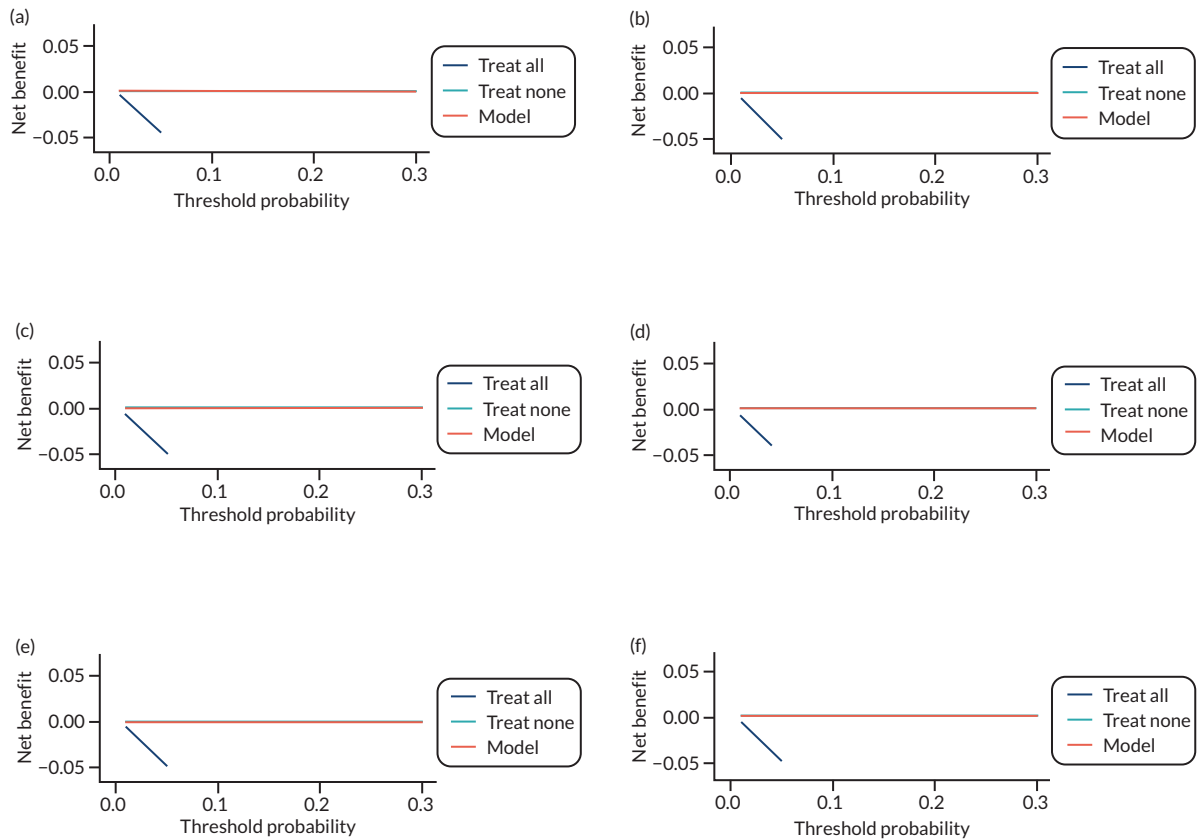 (a)
Net benefit
0.05
0.00
−0.05
0.0 0.1 0.2 0.3
Threshold probability
Treat all
Treat none
Model
(b)
Net benefit
0.05
0.00
−0.05
0.0 0.1 0.2 0.3
Threshold probability
Treat all
Treat none
Model
(c)
Net benefit
0.05
0.00
−0.05
0.0 0.1 0.2 0.3
Threshold probability
Treat all
Treat none
Model
(d)
Net benefit
0.05
0.00
−0.05
0.0 0.1 0.2 0.3
Threshold probability
Treat all
Treat none
Model
(e)
Net benefit
0.05
0.00
−0.05
0.0 0.1 0.2 0.3
Threshold probability
Treat all
Treat none
Model
(f)
Net benefit
0.05
0.00
−0.05
0.0 0.1 0.2 0.3
Threshold probability
Treat all
Treat none
Model